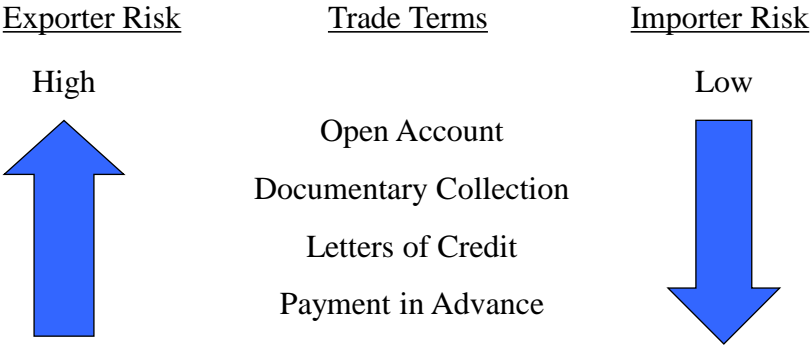 Exporter Risk Trade Terms Importer Risk
High Low
Open Account
Documentary Collection
Letters of Credit
Payment in Advance